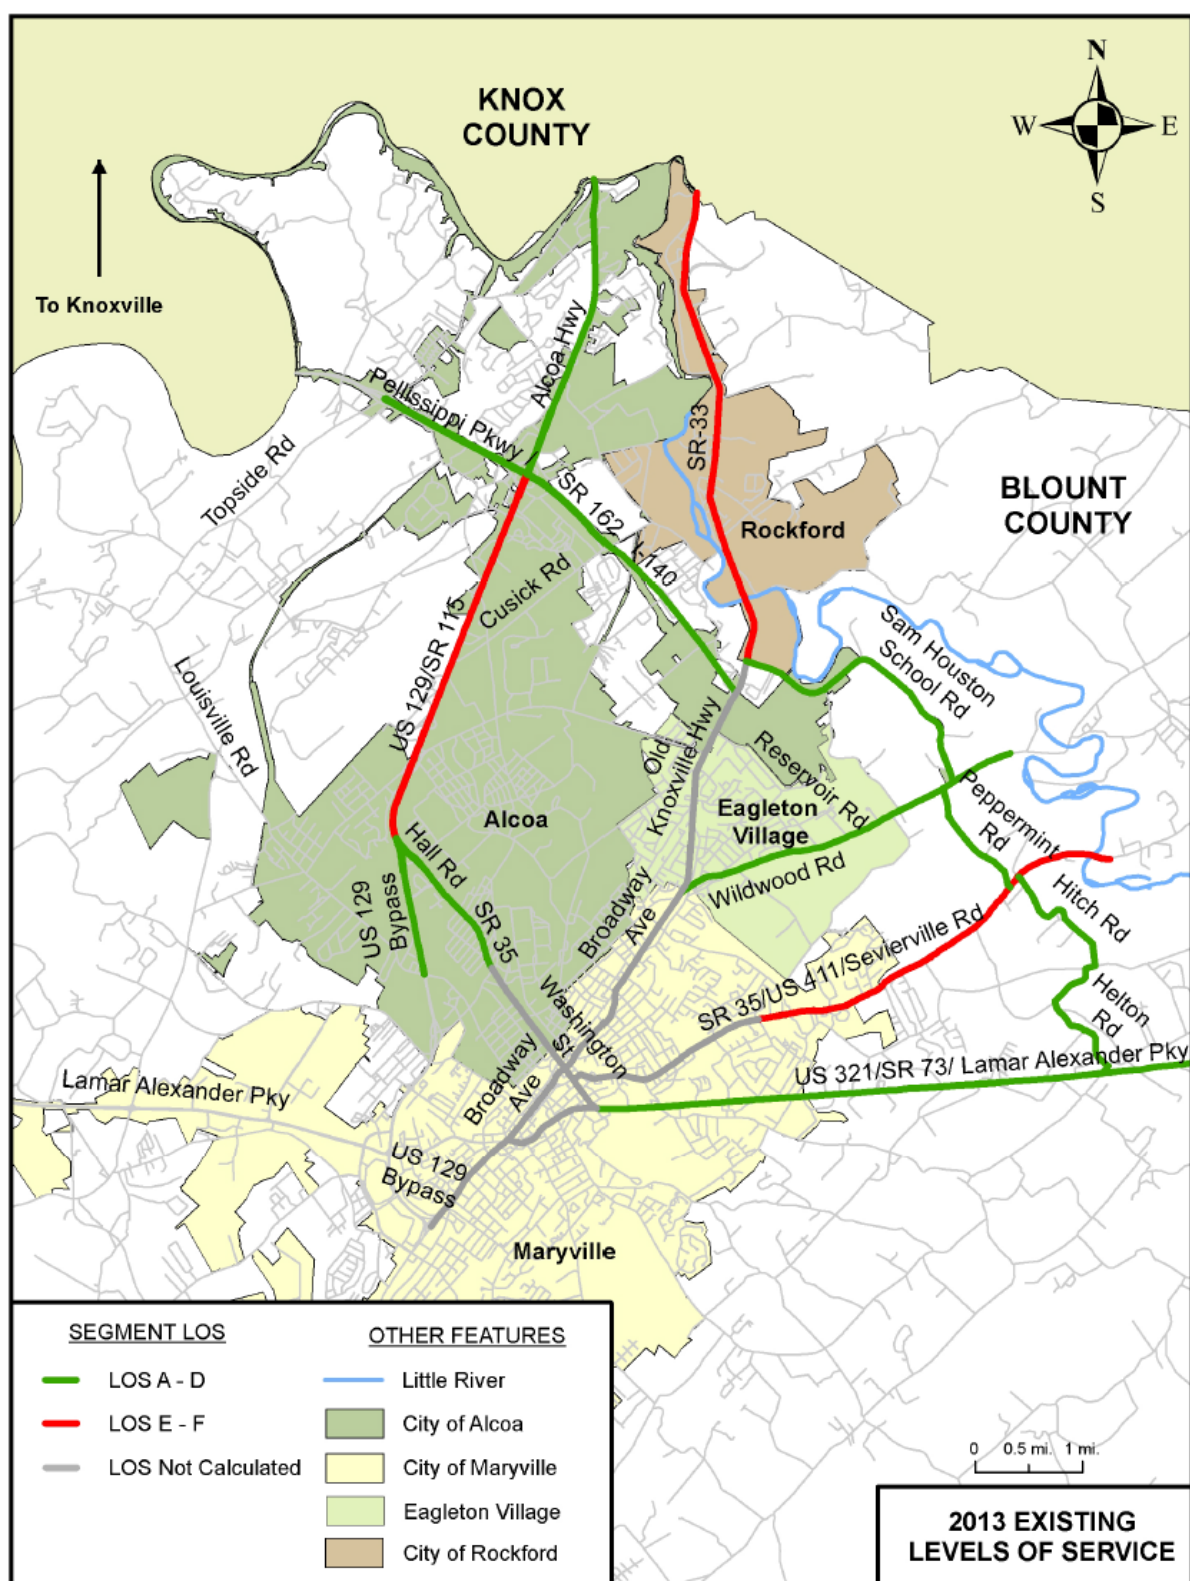 KNOX
COUNTY
N
W
E
S
To Knoxville
Alcoa Hwy
Pellissippi Pkwy
SR-33
Topside Rd
SR 162 / I-140
BLOUNT
COUNTY
Rockford
Cusick Rd
US 129/SR 115
Sam Houston
School Rd
Louisville Rd
Old
Knoxville Hwy
Reservoir Rd
Peppermint
Rd
Alcoa
Eagleton
Village
Hall Rd
US 129
Bypass
SR 35
Wildwood Rd
Broadway
Ave
Hitch Rd
SR 35/US 411/Sevierville Rd
Helton
Rd
Washington
St
Broadway
Ave
US 321/SR 73/ Lamar Alexander Pky
Lamar Alexander Pky
US 129
Bypass
Maryville
SEGMENT LOS
LOS A - D
LOS E - F
LOS Not Calculated
OTHER FEATURES
Little River
City of Alcoa
City of Maryville
Eagleton Village
City of Rockford
0 0.5 mi. 1 mi.
2013 EXISTING
LEVELS OF SERVICE